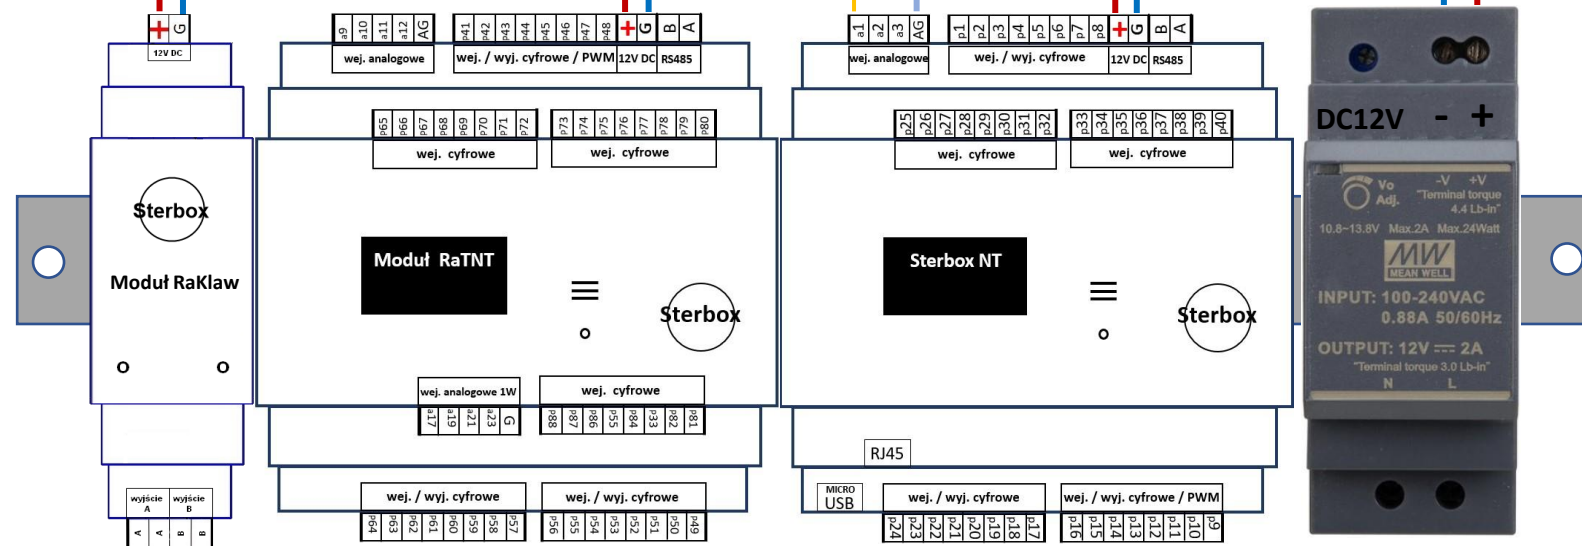 + G
12V DC
Sterbox
Moduł RaKlaw
wyjście A
wyjście B
A A B B
a9 a10 a11 a12 AG
wej. analogowe
p41 p42 p43 p44 p45 p46 p47 p48 + G B A
wej. / wyj. cyfrowe / PWM 12V DC RS485
p65 p66 p67 p68 p69 p70 p71 p72
wej. cyfrowe
p73 p74 p75 p76 p77 p78 p79 p80
wej. cyfrowe
Moduł RaTNT
Sterbox
wej. analogowe 1W
a17 a19 a21 a23 G
wej. cyfrowe
p88 p87 p86 p55 p84 p33 p82 p81
wej. / wyj. cyfrowe
p64 p63 p62 p61 p60 p59 p58 p57
wej. / wyj. cyfrowe
p56 p55 p54 p53 p52 p51 p50 p49
a1 a2 a3 AG
wej. analogowe
p1 p2 p3 p4 p5 p6 p7 p8 + G B A
wej. / wyj. cyfrowe 12V DC RS485
p25 p26 p27 p28 p29 p30 p31 p32
wej. cyfrowe
p33 p34 p35 p36 p37 p38 p39 p40
wej. cyfrowe
Sterbox NT
Sterbox
RJ45
MICRO
USB
wej. / wyj. cyfrowe
p24 p23 p22 p21 p20 p19 p18 p17
wej. / wyj. cyfrowe / PWM
p16 p15 p14 p13 p12 p11 p10 p9
DC12V - +
Vo
Adj.
-V +V
"Terminal torque
4.4 Lb-in"
10.8~13.8V Max.2A Max.24Watt
MW
MEAN WELL
INPUT: 100-240VAC
0.88A 50/60Hz
OUTPUT: 12V ⎓ 2A
"Terminal torque 3.0 Lb-in"
N L